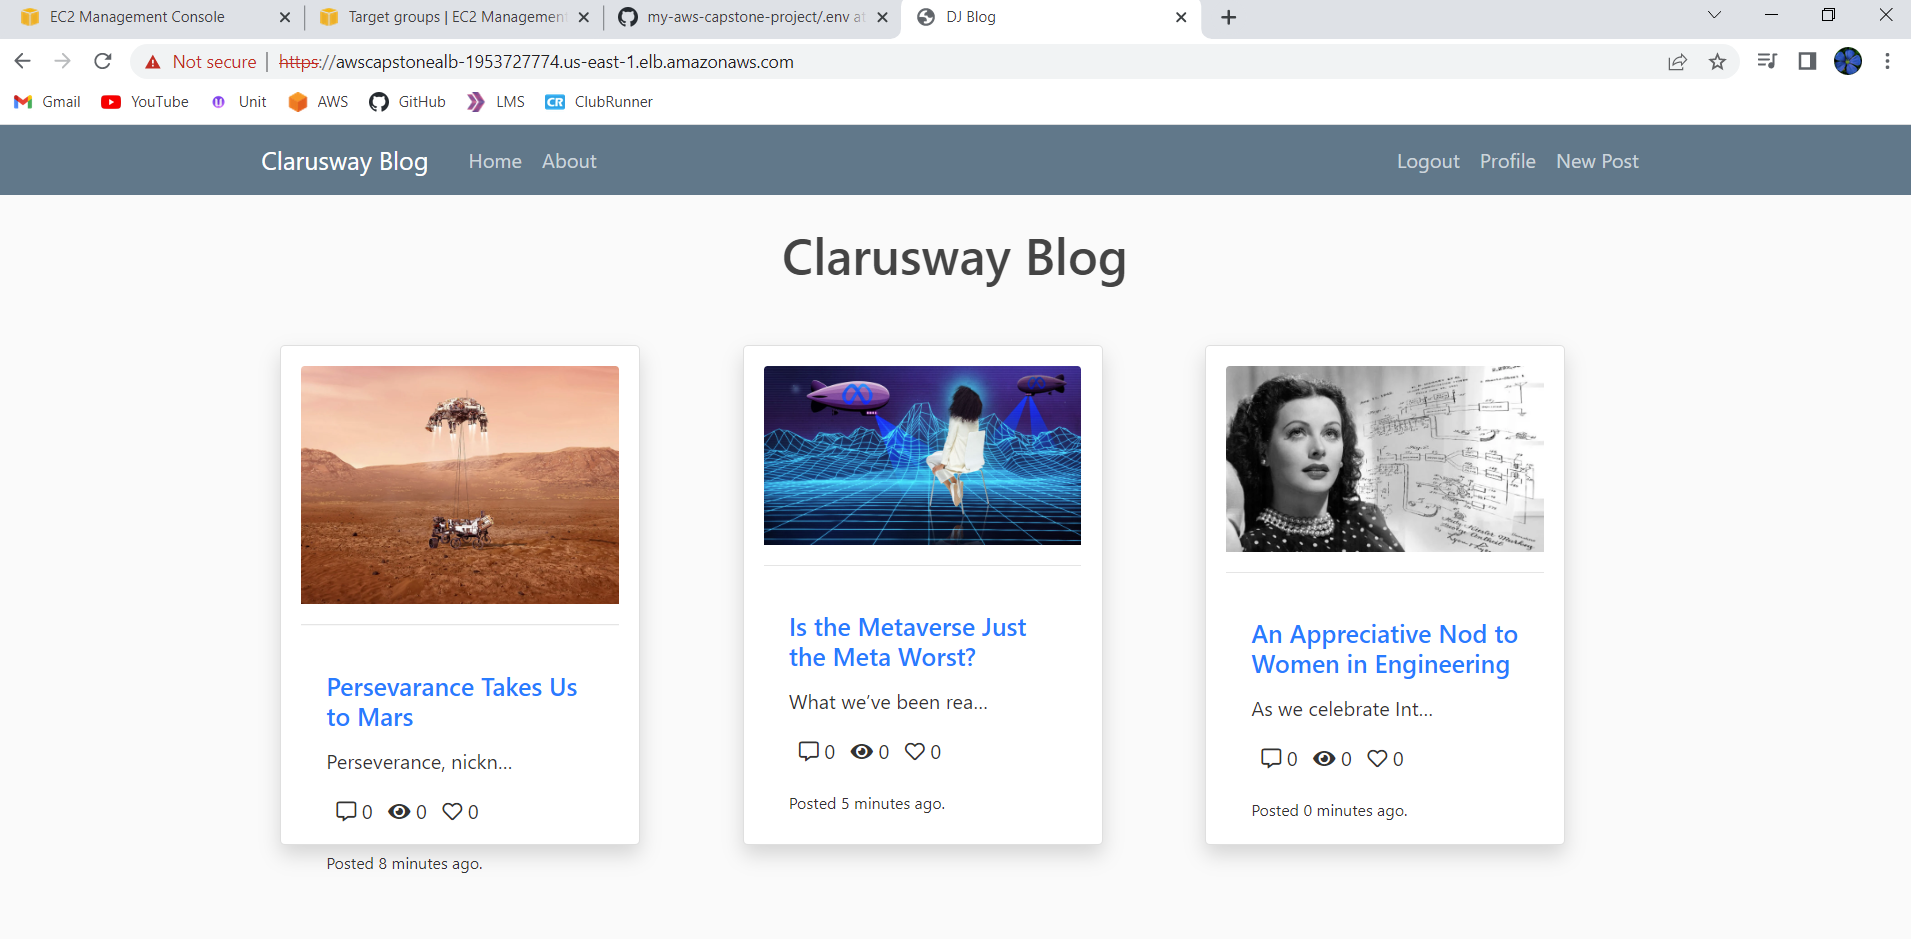 EC2 Management Console
Target groups | EC2 Management
my-aws-capstone-project/.env at
DJ Blog
Not secure | https://awscapstonealb-1953727774.us-east-1.elb.amazonaws.com
Gmail YouTube Unit AWS GitHub LMS CR ClubRunner
Clarusway Blog Home About Logout Profile New Post
Clarusway Blog
Persevarance Takes Us
to Mars
Perseverance, nickn...
0 0 0
Posted 8 minutes ago.
Is the Metaverse Just
the Meta Worst?
What we’ve been rea...
0 0 0
Posted 5 minutes ago.
An Appreciative Nod to
Women in Engineering
As we celebrate Int...
0 0 0
Posted 0 minutes ago.